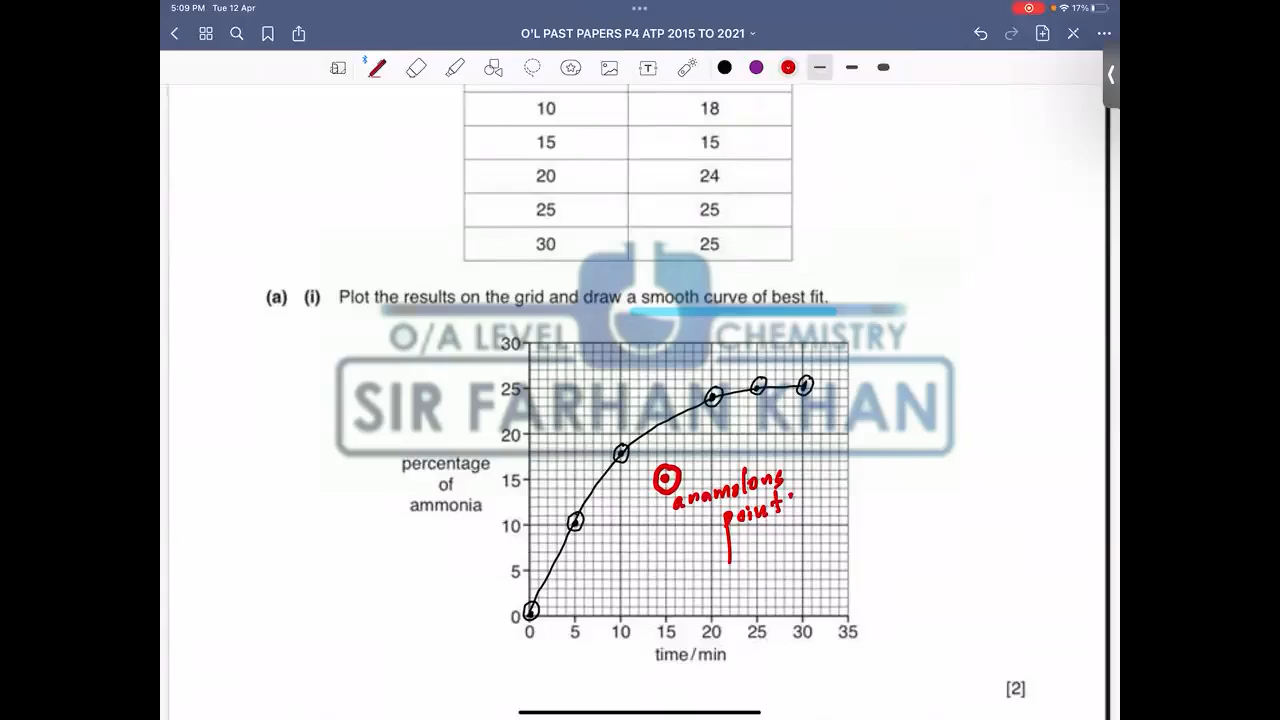 5:09 PM Tue 12 Apr
17%
O'L PAST PAPERS P4 ATP 2015 TO 2021
10 18
15 15
20 24
25 25
30 25
(a) (i) Plot the results on the grid and draw a smooth curve of best fit.
O/A LEVEL CHEMISTRY
SIR FARHAN KHAN
30
25
20
15
10
5
0
percentage
of
ammonia
anamolous
point
0 5 10 15 20 25 30 35
time/min
[2]